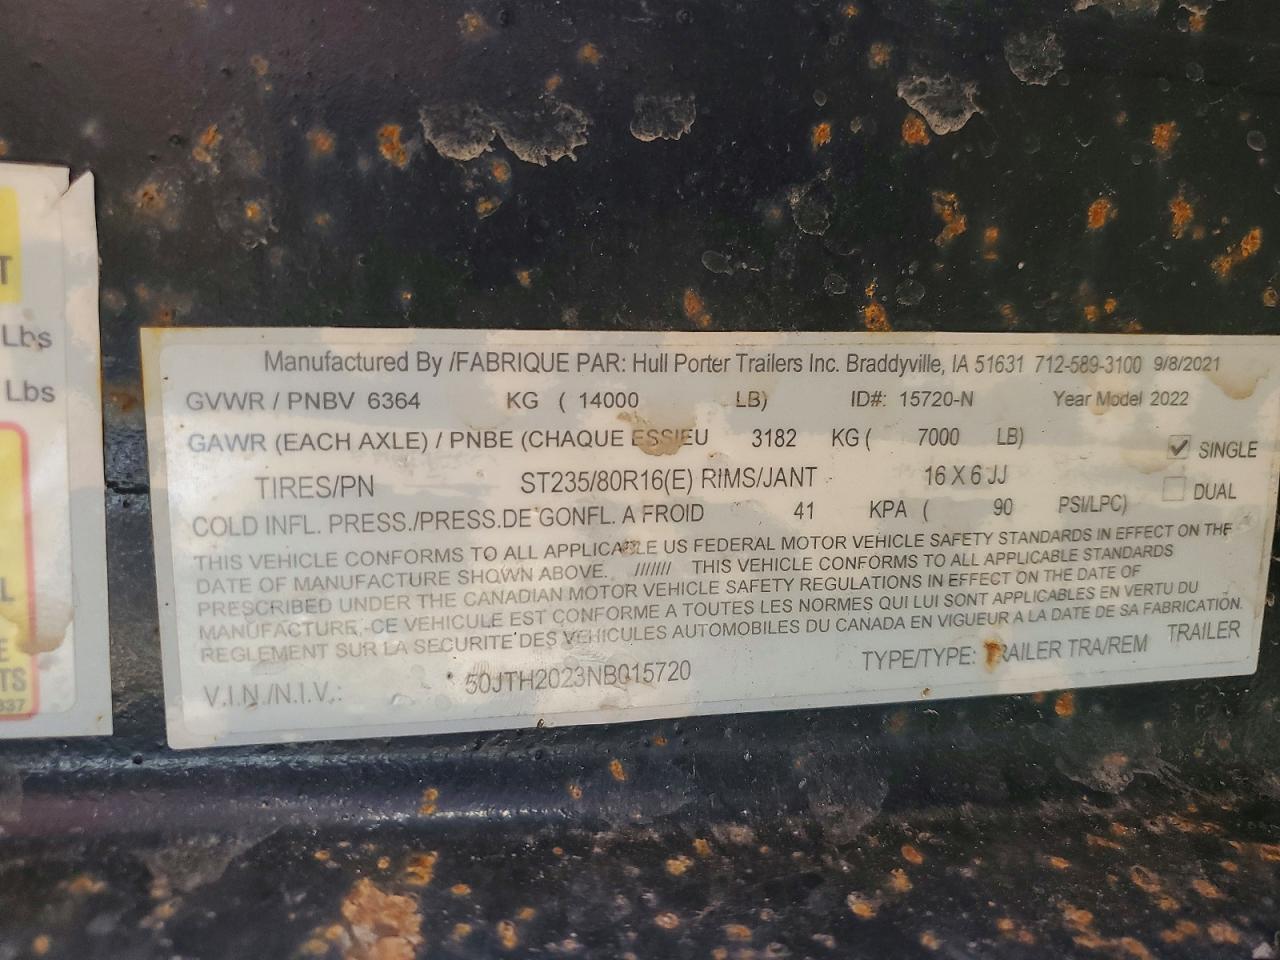 T
Lbs
Lbs
L
E
TS
337
Manufactured By /FABRIQUE PAR: Hull Porter Trailers Inc. Braddyville, IA 51631 712-589-3100 9/8/2021
GVWR / PNBV 6364 KG ( 14000 LB) ID#: 15720-N Year Model 2022
GAWR (EACH AXLE) / PNBE (CHAQUE ESSIEU 3182 KG ( 7000 LB) ✓ SINGLE
TIRES/PN ST235/80R16(E) RIMS/JANT 16 X 6 JJ DUAL
COLD INFL. PRESS./PRESS.DE GONFL. A FROID 41 KPA ( 90 PSI/LPC)
THIS VEHICLE CONFORMS TO ALL APPLICABLE US FEDERAL MOTOR VEHICLE SAFETY STANDARDS IN EFFECT ON THE
DATE OF MANUFACTURE SHOWN ABOVE. /////// THIS VEHICLE CONFORMS TO ALL APPLICABLE STANDARDS
PRESCRIBED UNDER THE CANADIAN MOTOR VEHICLE SAFETY REGULATIONS IN EFFECT ON THE DATE OF
MANUFACTURE,-CE VEHICULE EST CONFORME A TOUTES LES NORMES QUI LUI SONT APPLICABLES EN VERTU DU
REGLEMENT SUR LA SECURITE DES VEHICULES AUTOMOBILES DU CANADA EN VIGUEUR A LA DATE DE SA FABRICATION.
V.I.N./N.I.V.: 50JTH2023NB015720 TYPE/TYPE: TRAILER TRA/REM TRAILER